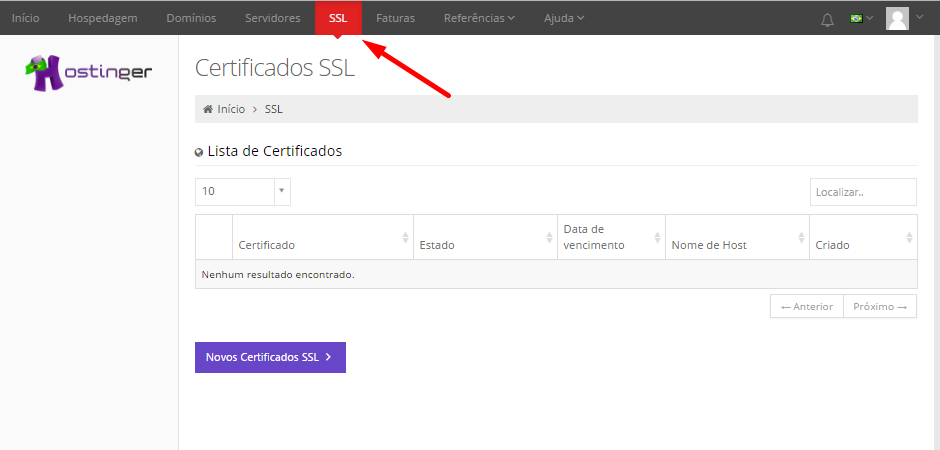 Início Hospedagem Domínios Servidores SSL Faturas Referências Ajuda
Hostinger
Certificados SSL
Início > SSL
Lista de Certificados
10
Localizar..
Certificado Estado Data de vencimento Nome de Host Criado
Nenhum resultado encontrado.
← Anterior Próximo →
Novos Certificados SSL >